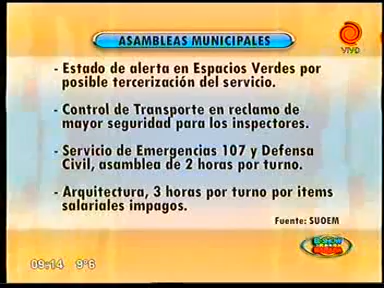 ASAMBLEAS MUNICIPALES
VIVO
- Estado de alerta en Espacios Verdes por
posible tercerización del servicio.
- Control de Transporte en reclamo de
mayor seguridad para los inspectores.
- Servicio de Emergencias 107 y Defensa
Civil, asamblea de 2 horas por turno.
- Arquitectura, 3 horas por turno por items
salariales impagos.
Fuente: SUOEM
09:14 9°6